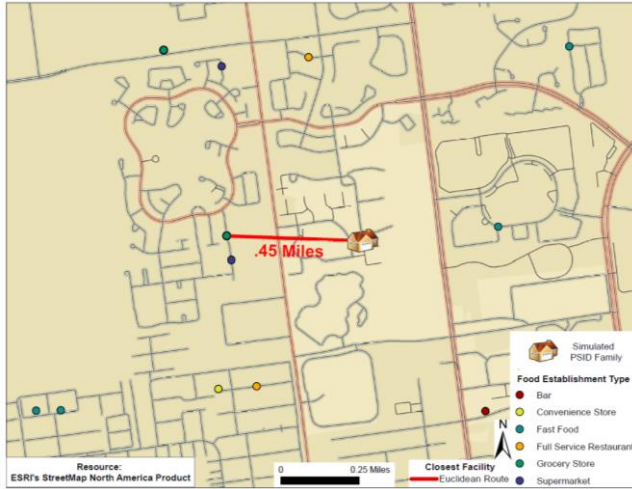 .45 Miles
Simulated
PSID Family
Food Establishment Type
Bar
Convenience Store
Fast Food
Full Service Restaurant
Grocery Store
Supermarket
N
Resource:
ESRI's StreetMap North America Product
0 0.25 Miles
Closest Facility
Euclidean Route